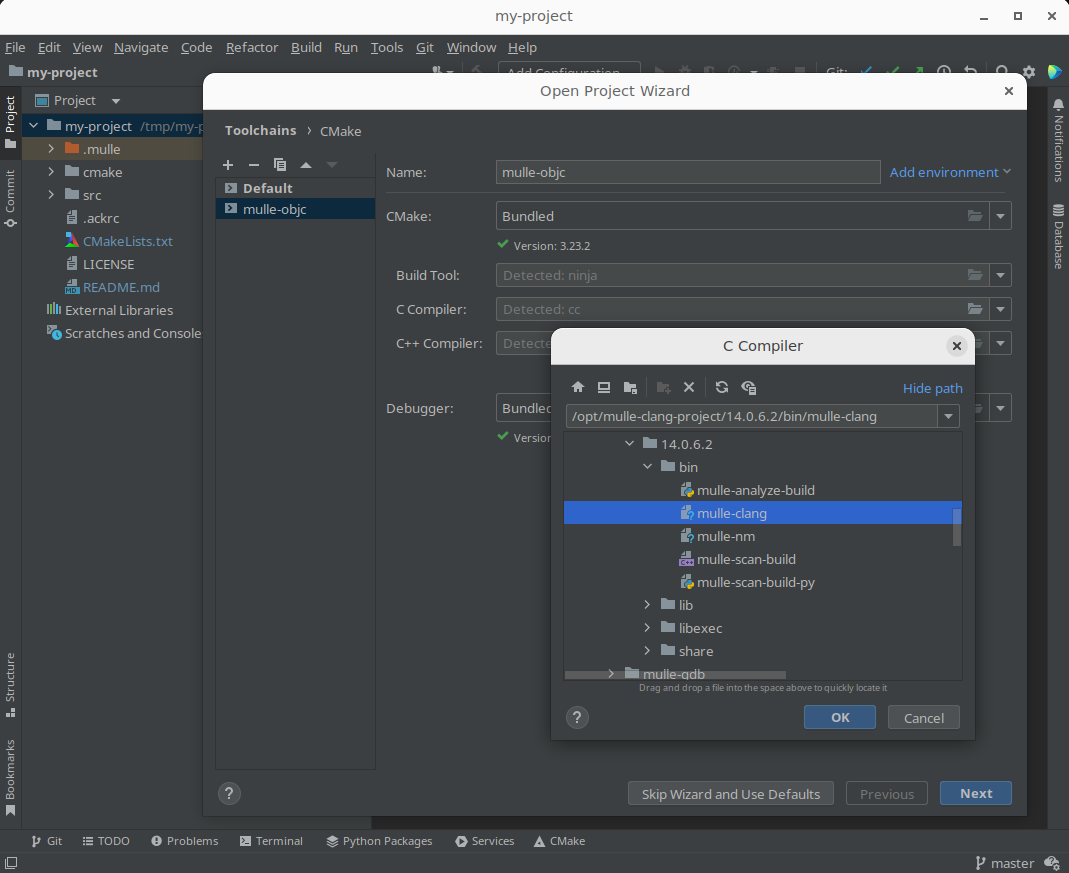 my-project
File Edit View Navigate Code Refactor Build Run Tools Git Window Help
my-project
Add Configuration...
Git:
Project
Commit
Structure
Bookmarks
Project
my-project /tmp/my-p
.mulle
cmake
src
.ackrc
CMakeLists.txt
LICENSE
README.md
External Libraries
Scratches and Console
Open Project Wizard
Toolchains › CMake
Default
mulle-objc
Name: mulle-objc Add environment
CMake: Bundled
Version: 3.23.2
Build Tool: Detected: ninja
C Compiler: Detected: cc
C++ Compiler: Detecte
Debugger: Bundled
Version
C Compiler
Hide path
/opt/mulle-clang-project/14.0.6.2/bin/mulle-clang
14.0.6.2
bin
mulle-analyze-build
mulle-clang
mulle-nm
mulle-scan-build
mulle-scan-build-py
lib
libexec
share
mulle-gdb
Drag and drop a file into the space above to quickly locate it
? OK Cancel
? Skip Wizard and Use Defaults Previous Next
Notifications
Database
Git TODO Problems Terminal Python Packages Services CMake
master